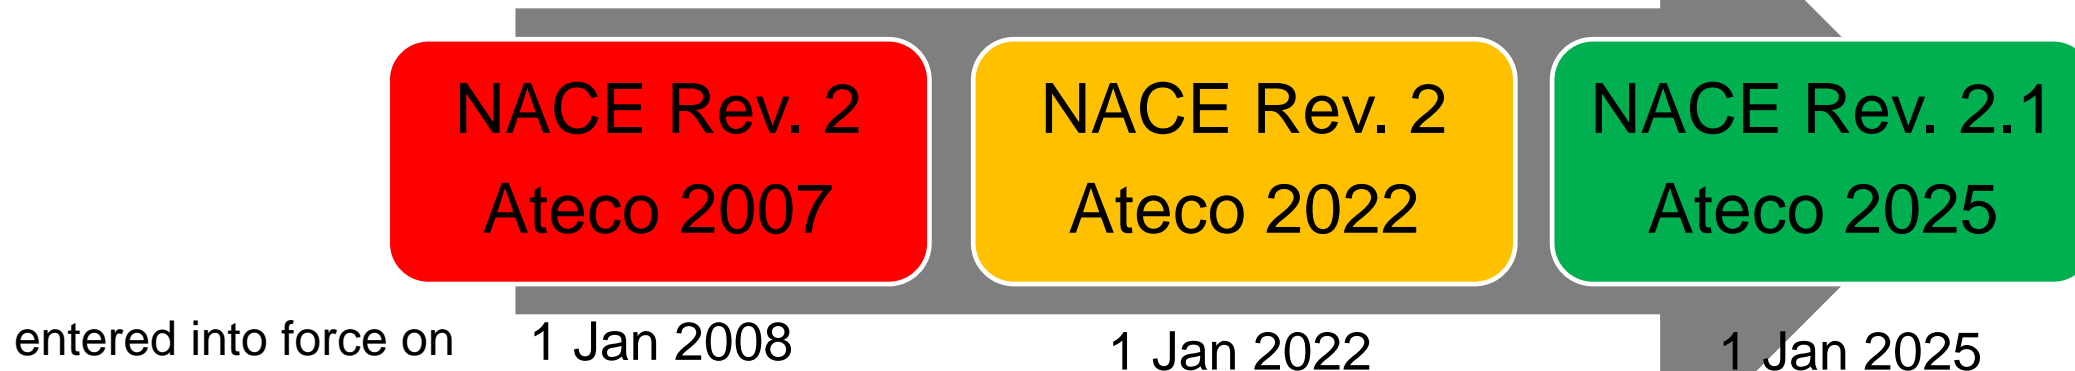 NACE Rev. 2
Ateco 2007
NACE Rev. 2
Ateco 2022
NACE Rev. 2.1
Ateco 2025
entered into force on 1 Jan 2008 1 Jan 2022 1 Jan 2025